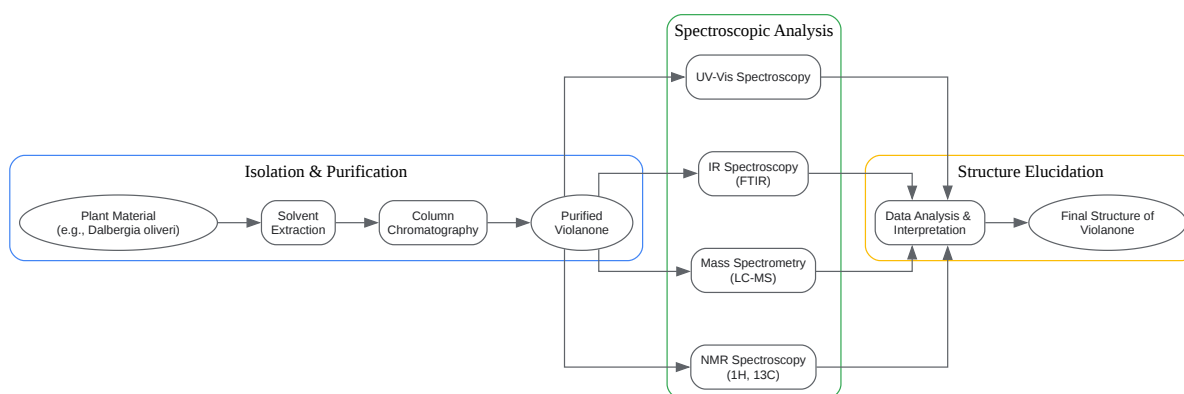 Isolation & Purification
Plant Material
(e.g., Dalbergia oliveri)
Solvent
Extraction
Column
Chromatography
Purified
Violanone
Spectroscopic Analysis
UV-Vis Spectroscopy
IR Spectroscopy
(FTIR)
Mass Spectrometry
(LC-MS)
NMR Spectroscopy
(1H, 13C)
Structure Elucidation
Data Analysis &
Interpretation
Final Structure of
Violanone